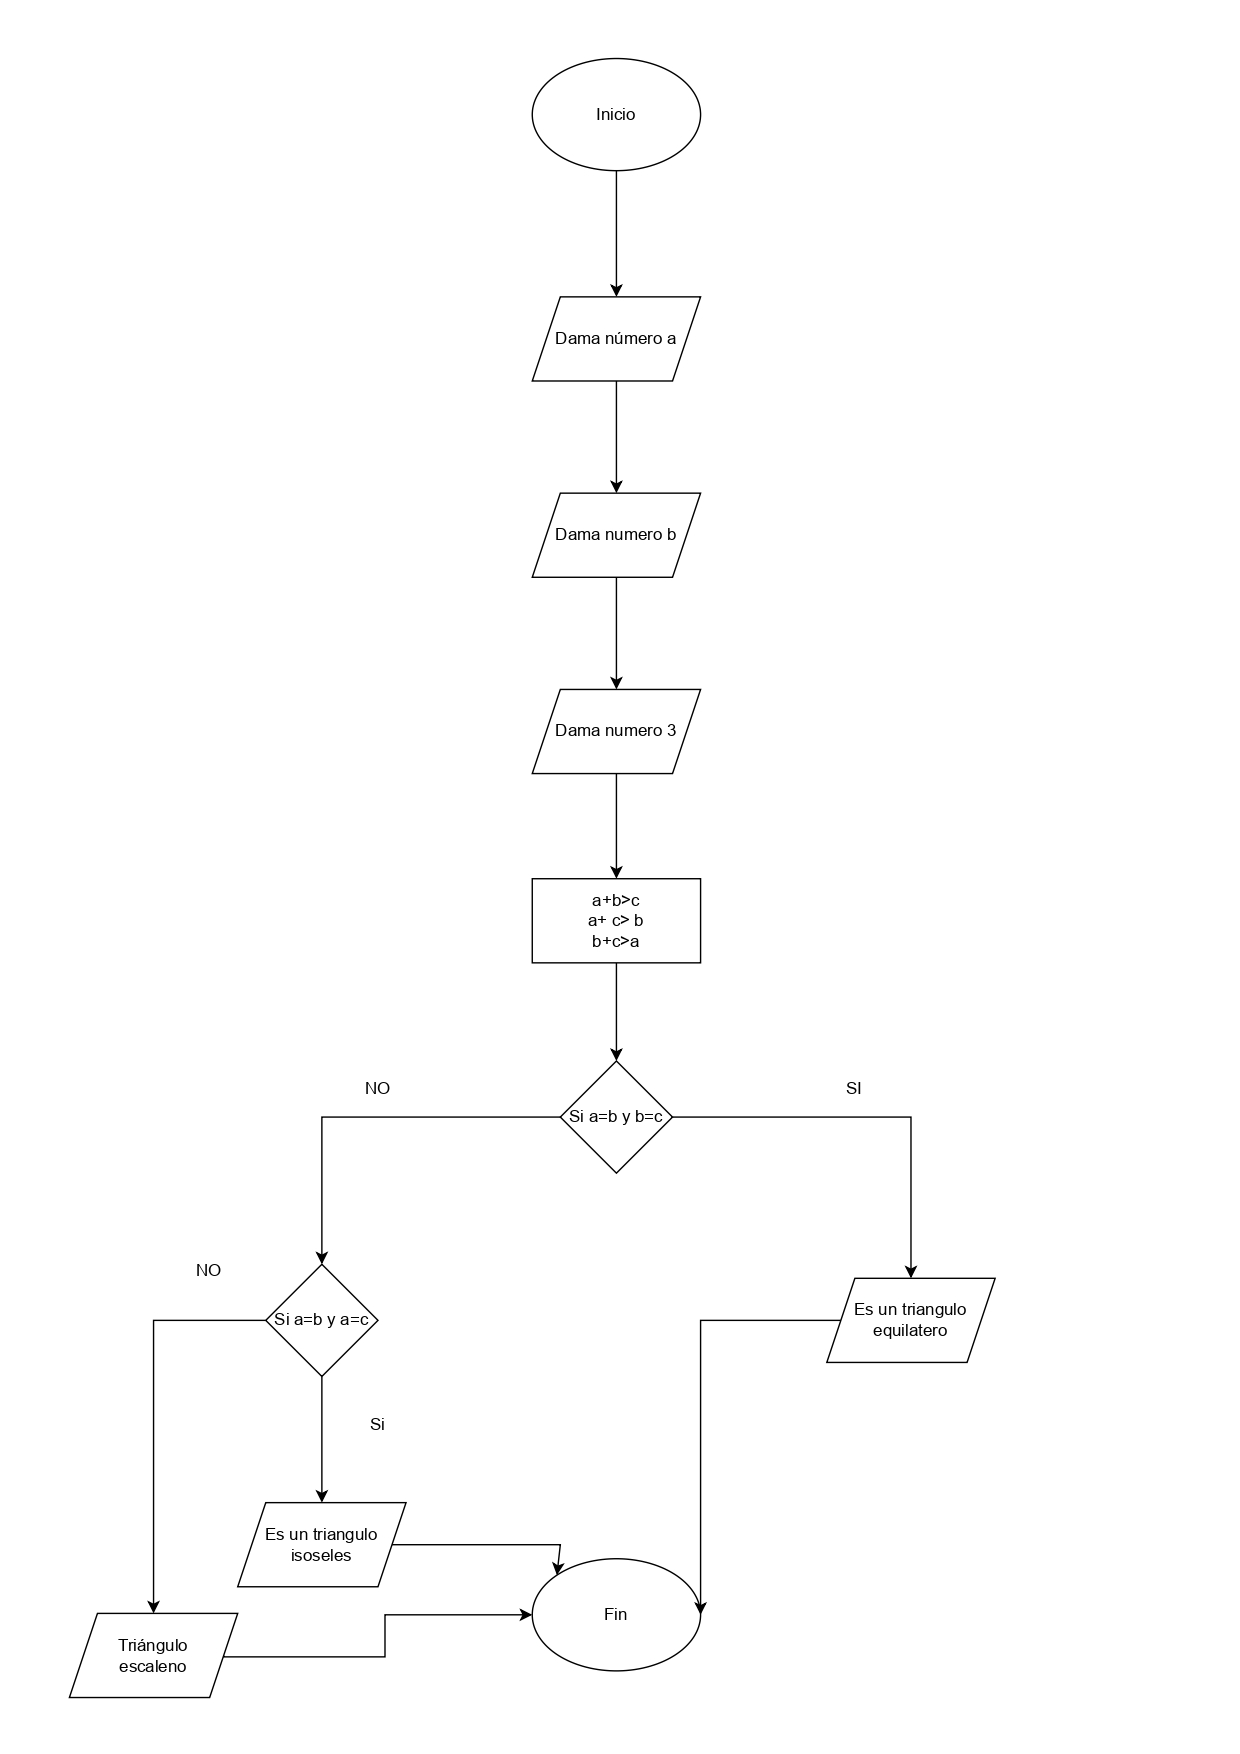 Inicio
Dama número a
Dama numero b
Dama numero 3
a+b>c
a+ c> b
b+c>a
NO
SI
Si a=b y b=c
NO
Si a=b y a=c
Es un triangulo
equilatero
Si
Es un triangulo
isoseles
Fin
Triángulo
escaleno